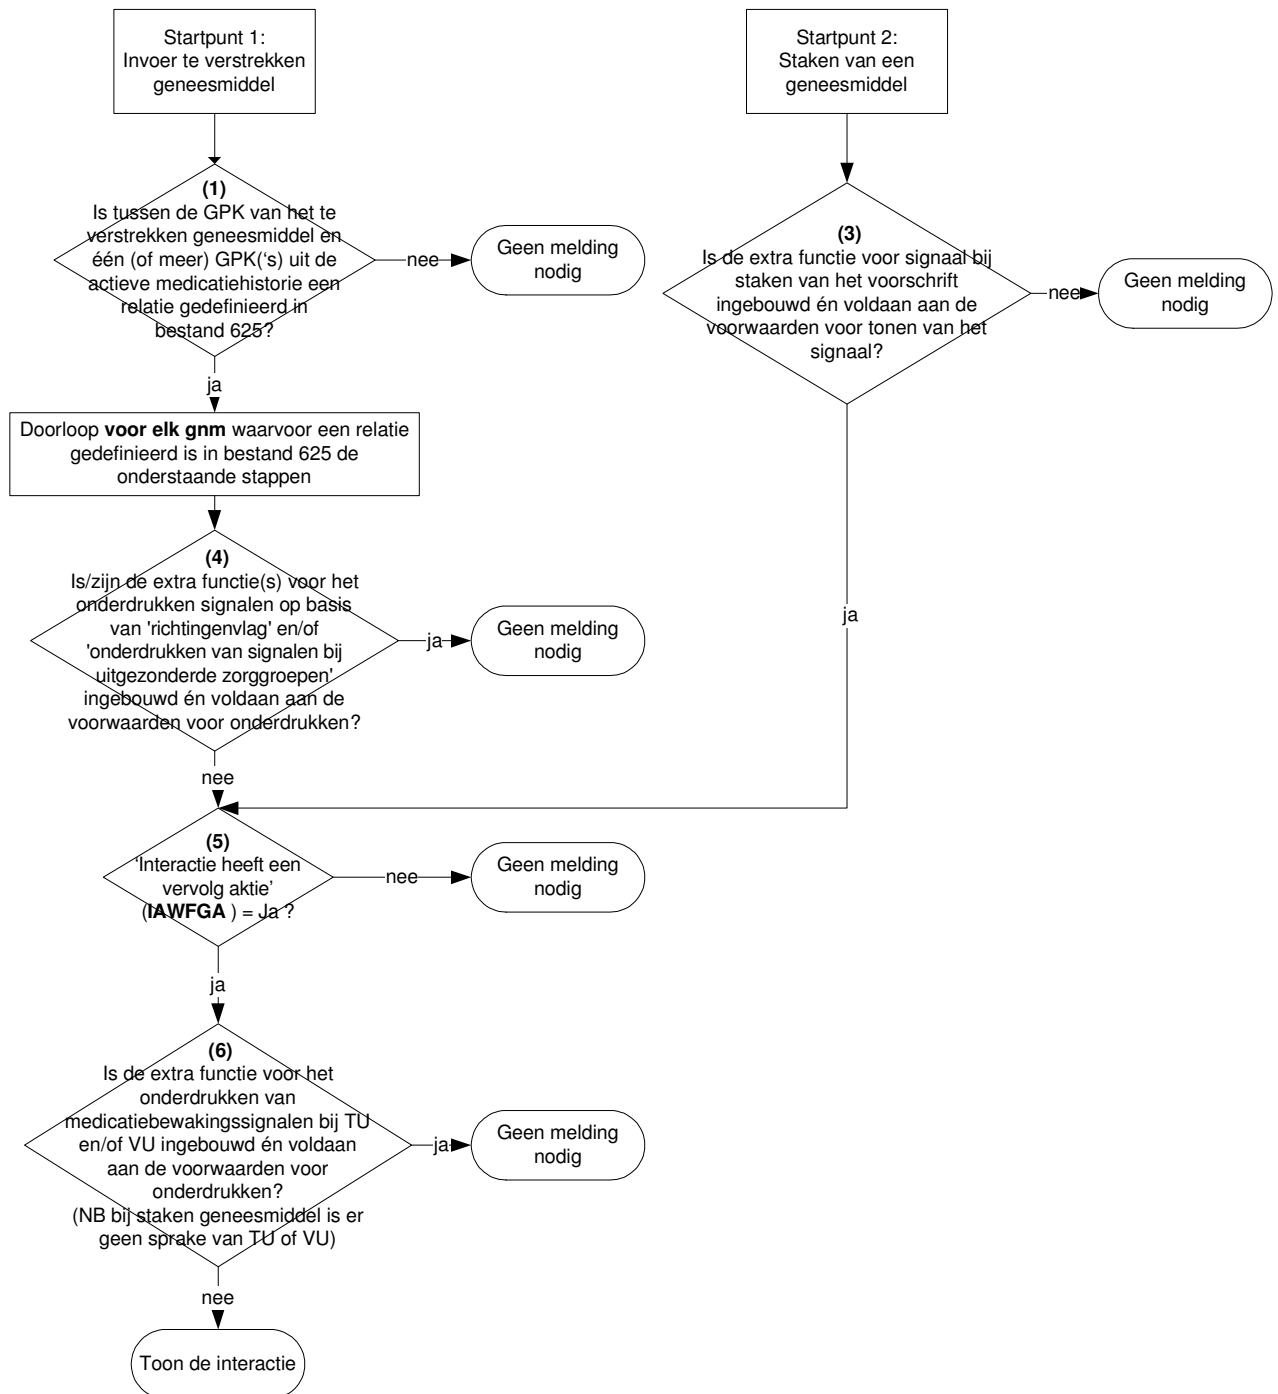 Startpunt 1:
Invoer te verstrekken
geneesmiddel
(1)
Is tussen de GPK van het te
verstrekken geneesmiddel en
één (of meer) GPK(‘s) uit de
actieve medicatiehistorie een
relatie gedefinieerd in
bestand 625?
nee
Geen melding
nodig
ja
Doorloop voor elk gnm waarvoor een relatie
gedefinieerd is in bestand 625 de
onderstaande stappen
(4)
Is/zijn de extra functie(s) voor het
onderdrukken signalen op basis
van 'richtingenvlag' en/of
'onderdrukken van signalen bij
uitgezonderde zorggroepen'
ingebouwd én voldaan aan de
voorwaarden voor onderdrukken?
ja
Geen melding
nodig
nee
Startpunt 2:
Staken van een
geneesmiddel
(3)
Is de extra functie voor signaal bij
staken van het voorschrift
ingebouwd én voldaan aan de
voorwaarden voor tonen van het
signaal?
nee
Geen melding
nodig
ja
(5)
‘Interactie heeft een
vervolg aktie’
(IAWFGA ) = Ja ?
nee
Geen melding
nodig
ja
(6)
Is de extra functie voor het
onderdrukken van
medicatiebewakingssignalen bij TU
en/of VU ingebouwd én voldaan
aan de voorwaarden voor
onderdrukken?
(NB bij staken geneesmiddel is er
geen sprake van TU of VU)
ja
Geen melding
nodig
nee
Toon de interactie